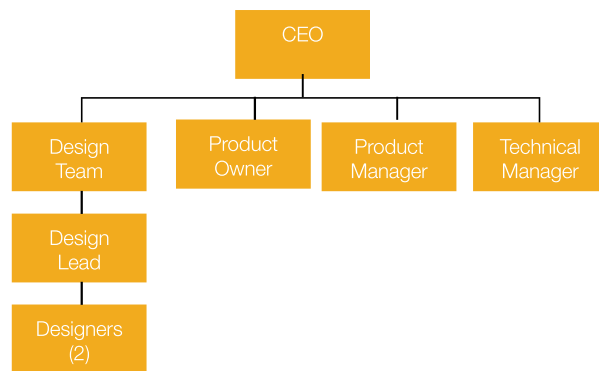 CEO
Design
Team
Product
Owner
Product
Manager
Technical
Manager
Design
Lead
Designers
(2)